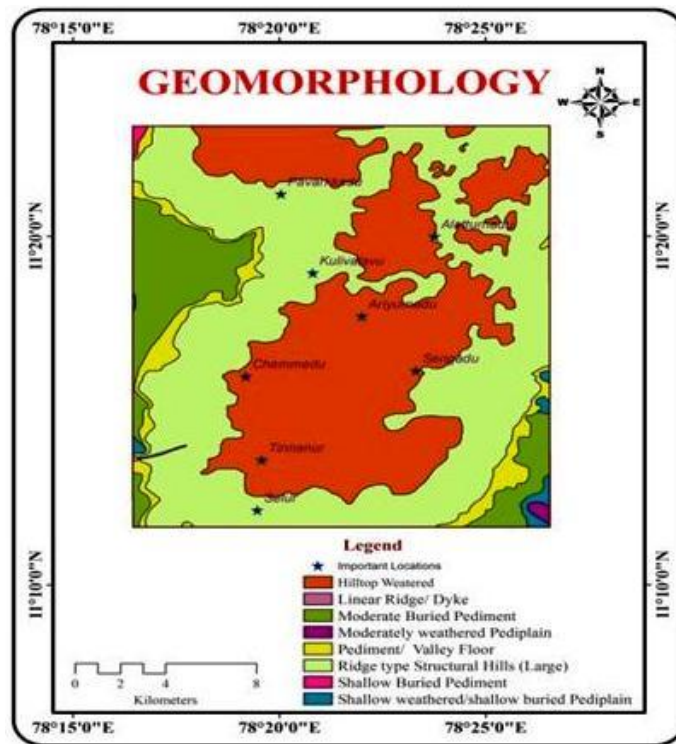 78°15'0"E 78°20'0"E 78°25'0"E
GEOMORPHOLOGY
N
W E
S
11°20'0"N 11°20'0"N
Kulivalavu
Ariyurnadu
Chemmedu
Sengadu
Tinnanur
Selur
11°10'0"N 11°10'0"N
Legend
Important Locations
Hilltop Weatered
Linear Ridge/ Dyke
Moderate Buried Pediment
Moderately weathered Pediplain
Pediment/ Valley Floor
Ridge type Structural Hills (Large)
Shallow Buried Pediment
Shallow weathered/shallow buried Pediplain
0 2 4 8
Kilometers
78°15'0"E 78°20'0"E 78°25'0"E